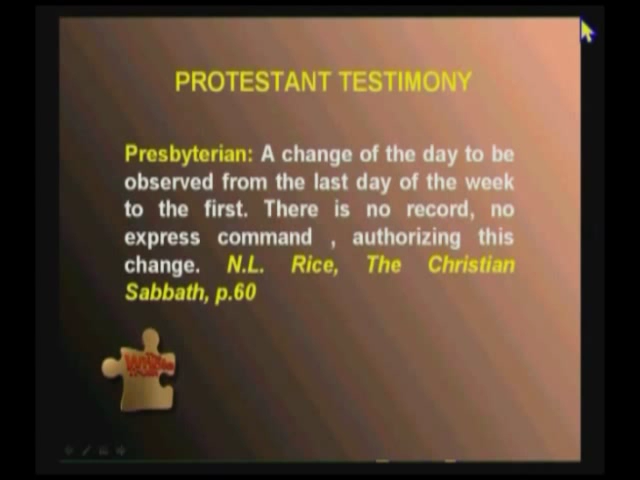 PROTESTANT TESTIMONY
Presbyterian: A change of the day to be
observed from the last day of the week
to the first. There is no record, no
express command , authorizing this
change. N.L. Rice, The Christian
Sabbath, p.60